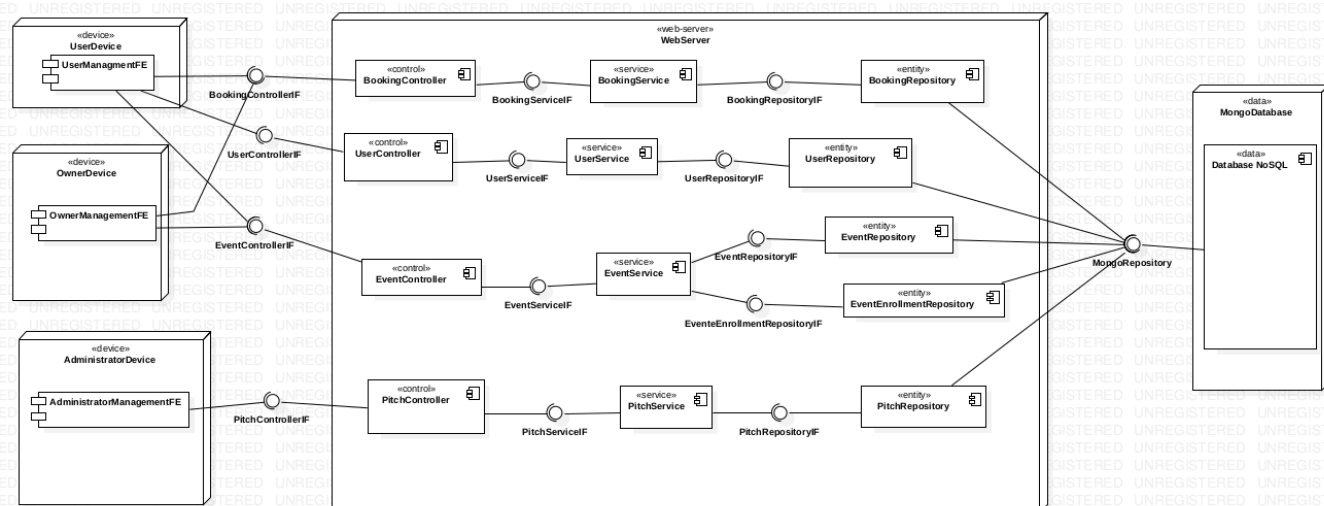 «device»
UserDevice
UserManagmentFE
«device»
OwnerDevice
OwnerManagementFE
«device»
AdministratorDevice
AdministratorManagementFE
BookingControllerIF
UserControllerIF
EventControllerIF
PitchControllerIF
«web-server»
WebServer
«control»
BookingController
BookingServiceIF
«service»
BookingService
BookingRepositoryIF
«entity»
BookingRepository
«control»
UserController
UserServiceIF
«service»
UserService
UserRepositoryIF
«entity»
UserRepository
«control»
EventController
EventServiceIF
«service»
EventService
EventRepositoryIF
«entity»
EventRepository
EventeEnrollmentRepositoryIF
«entity»
EventEnrollmentRepository
«control»
PitchController
PitchServiceIF
«service»
PitchService
PitchRepositoryIF
«entity»
PitchRepository
MongoRepository
«data»
MongoDatabase
«data»
Database NoSQL
UNREGISTERED